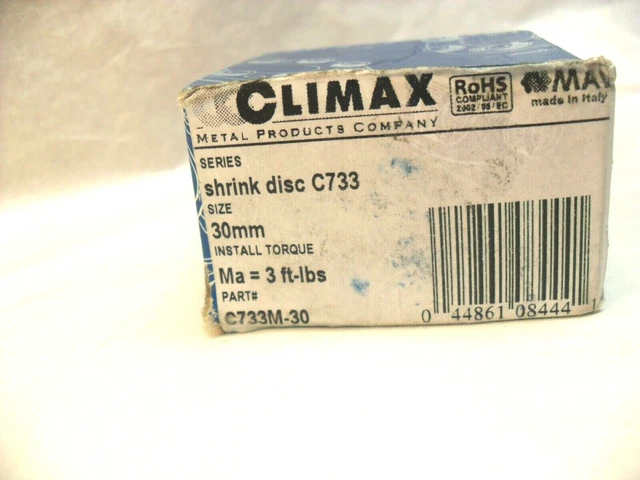 CLIMAX
METAL PRODUCTS COMPANY
RoHS
COMPLIANT
2002/95/EC
MAV
made in Italy
SERIES
shrink disc C733
SIZE
30mm
INSTALL TORQUE
Ma = 3 ft-lbs
PART#
C733M-30
0 44861 08444 1